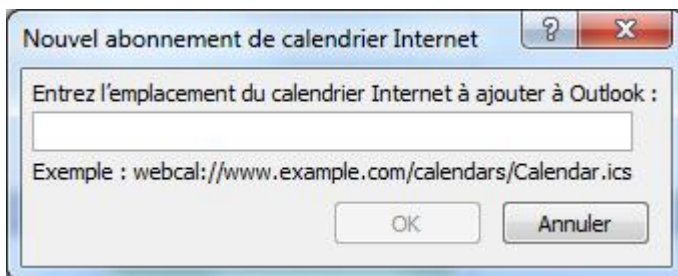 Nouvel abonnement de calendrier Internet
Entrez l'emplacement du calendrier Internet à ajouter à Outlook :
Exemple : webcal://www.example.com/calendars/Calendar.ics
OK Annuler